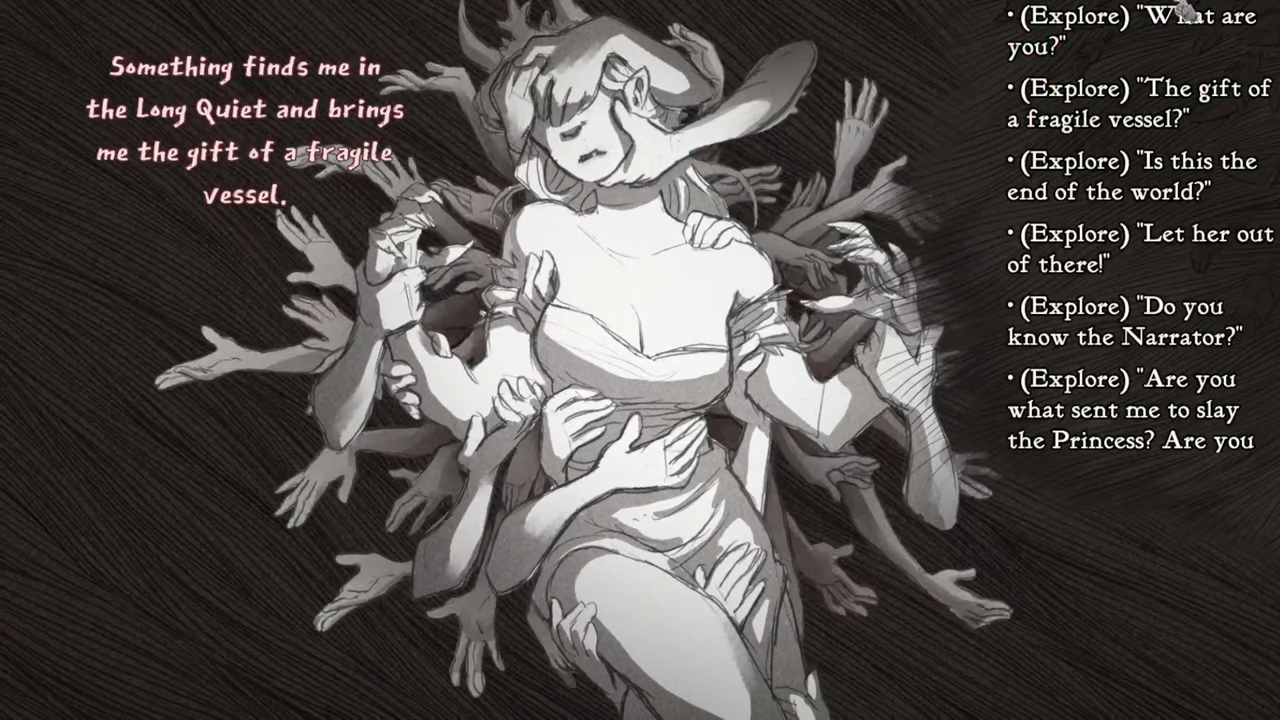 Something finds me in
the Long Quiet and brings
me the gift of a fragile
vessel.
• (Explore) "What are
you?"
• (Explore) "The gift of
a fragile vessel?"
• (Explore) "Is this the
end of the world?"
• (Explore) "Let her out
of there!"
• (Explore) "Do you
know the Narrator?"
• (Explore) "Are you
what sent me to slay
the Princess? Are you